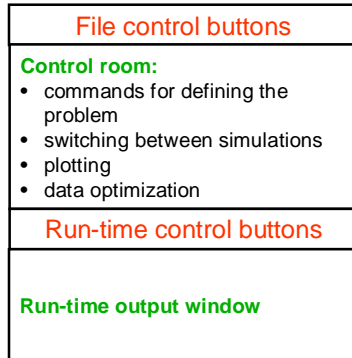 File control buttons
Control room:
• commands for defining the
problem
• switching between simulations
• plotting
• data optimization
Run-time control buttons
Run-time output window